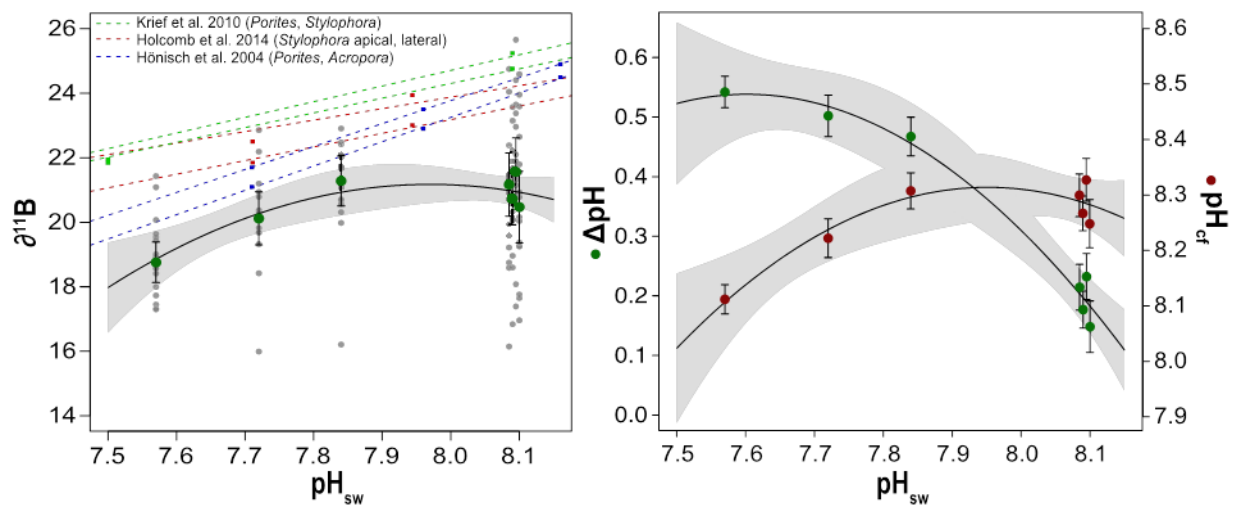 Krief et al. 2010 (Porites, Stylophora)
Holcomb et al. 2014 (Stylophora apical, lateral)
Hönisch et al. 2004 (Porites, Acropora)
26
24
22
20
18
16
14
∂¹¹B
7.5 7.6 7.7 7.8 7.9 8.0 8.1
pHsw
0.6
0.5
0.4
0.3
0.2
0.1
0.0
ΔpH
8.6
8.5
8.4
8.3
8.2
8.1
8.0
7.9
pHcf
7.5 7.6 7.7 7.8 7.9 8.0 8.1
pHsw